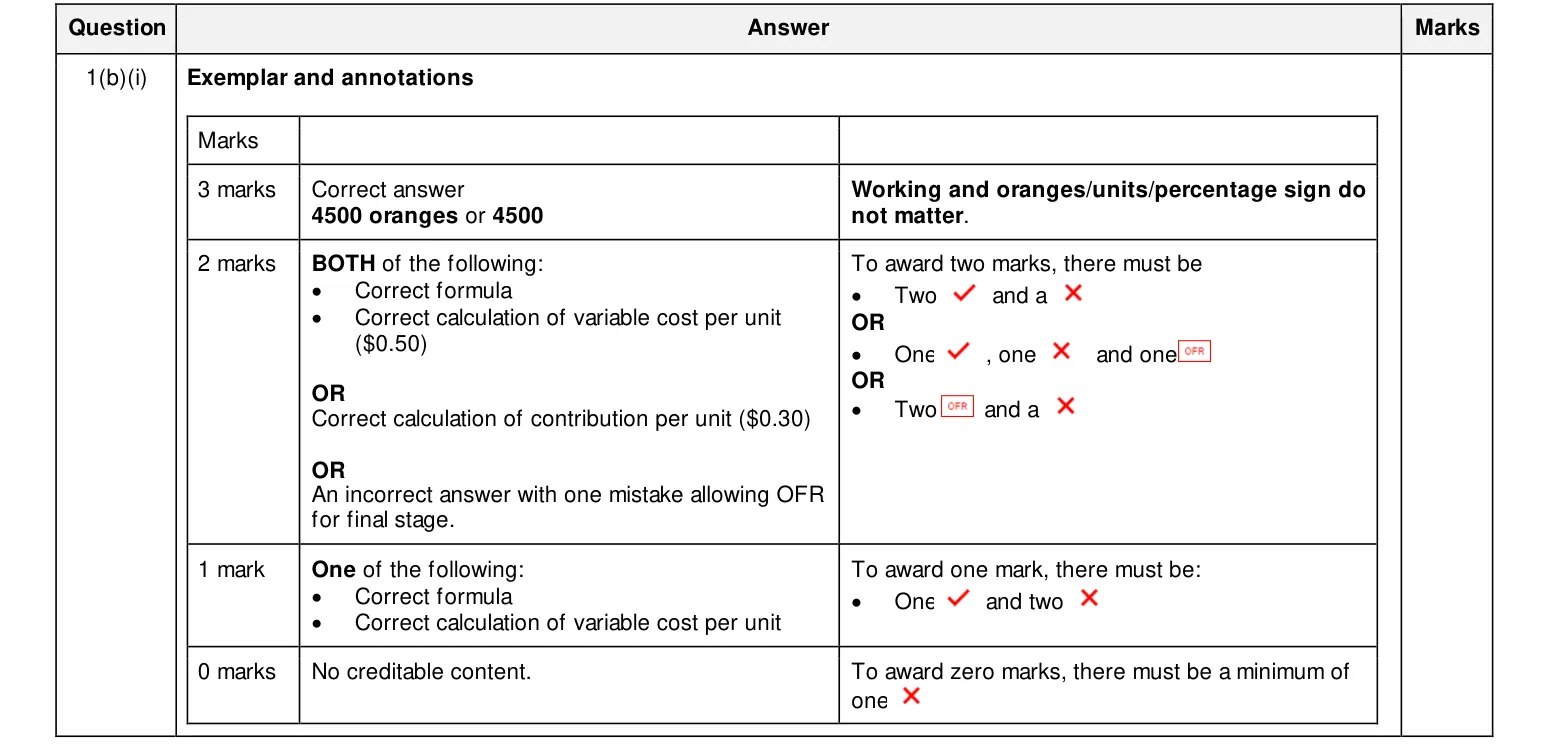 Question Answer Marks
1(b)(i) Exemplar and annotations
Marks
3 marks Correct answer
4500 oranges or 4500
Working and oranges/units/percentage sign do
not matter.
2 marks BOTH of the following:
• Correct formula
• Correct calculation of variable cost per unit
($0.50)
OR
Correct calculation of contribution per unit ($0.30)
OR
An incorrect answer with one mistake allowing OFR
for final stage.
To award two marks, there must be
• Two ✓ and a ✗
OR
• One ✓ , one ✗ and one OFR
OR
• Two OFR and a ✗
1 mark One of the following:
• Correct formula
• Correct calculation of variable cost per unit
To award one mark, there must be:
• One ✓ and two ✗
0 marks No creditable content.
To award zero marks, there must be a minimum of
one ✗